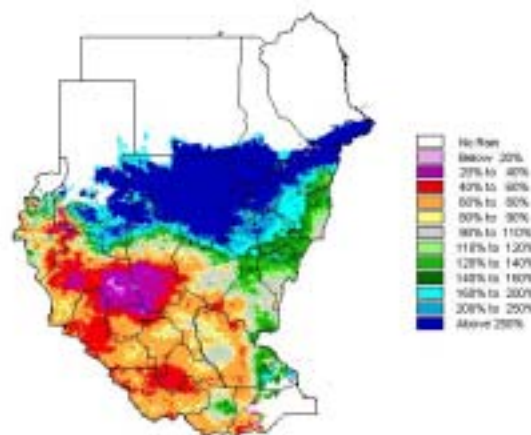 No Rain
Below 20%
20% to 40%
40% to 60%
60% to 80%
80% to 90%
90% to 110%
110% to 120%
120% to 140%
140% to 160%
160% to 200%
200% to 250%
Above 250%